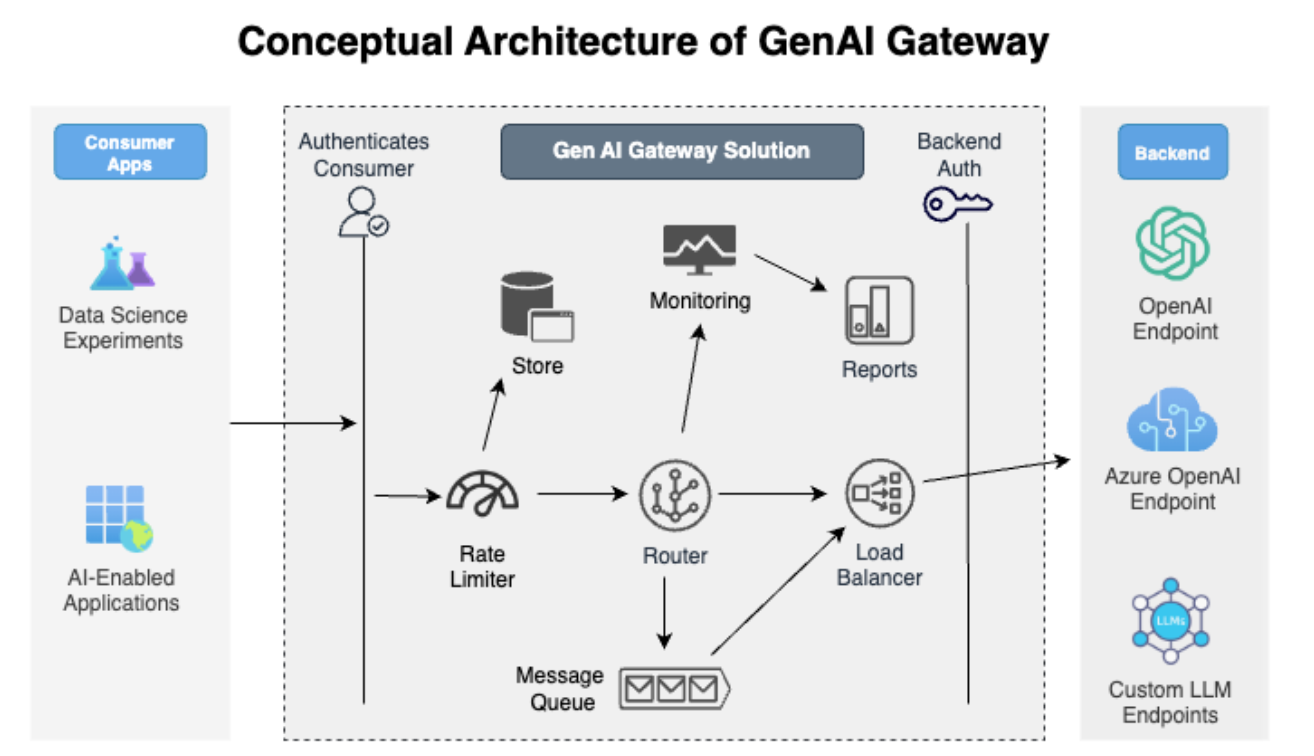 Conceptual Architecture of GenAI Gateway
Consumer
Apps
Data Science
Experiments
AI-Enabled
Applications
Authenticates
Consumer
Gen AI Gateway Solution
Backend
Auth
Store
Monitoring
Reports
Rate
Limiter
Router
Load
Balancer
Message
Queue
Backend
OpenAI
Endpoint
Azure OpenAI
Endpoint
LLMs
Custom LLM
Endpoints